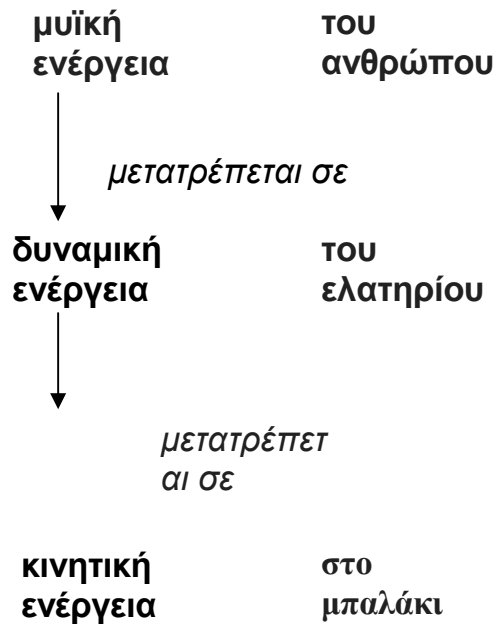 μυϊκή του
ενέργεια ανθρώπου
μετατρέπεται σε
δυναμική του
ενέργεια ελατηρίου
μετατρέπετ
αι σε
κινητική στο
ενέργεια μπαλάκι